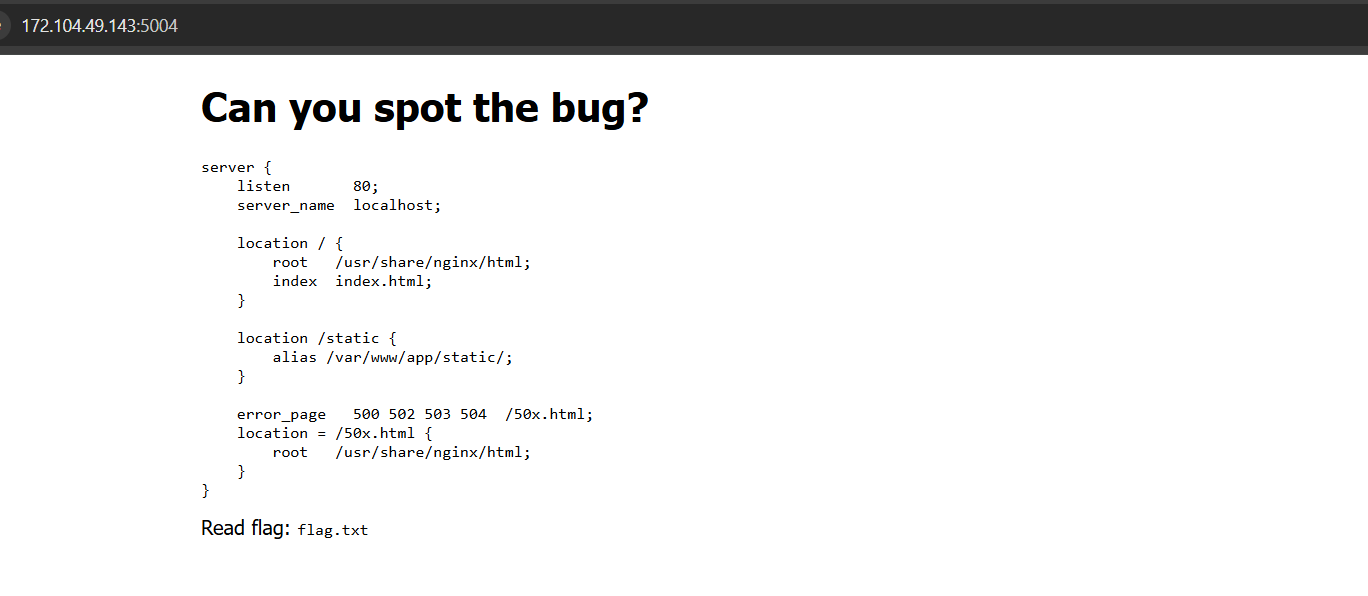 172.104.49.143:5004
Can you spot the bug?
server {
    listen       80;
    server_name  localhost;
    location / {
        root   /usr/share/nginx/html;
        index  index.html;
    }
    location /static {
        alias /var/www/app/static/;
    }
    error_page   500 502 503 504  /50x.html;
    location = /50x.html {
        root   /usr/share/nginx/html;
    }
}
Read flag: flag.txt